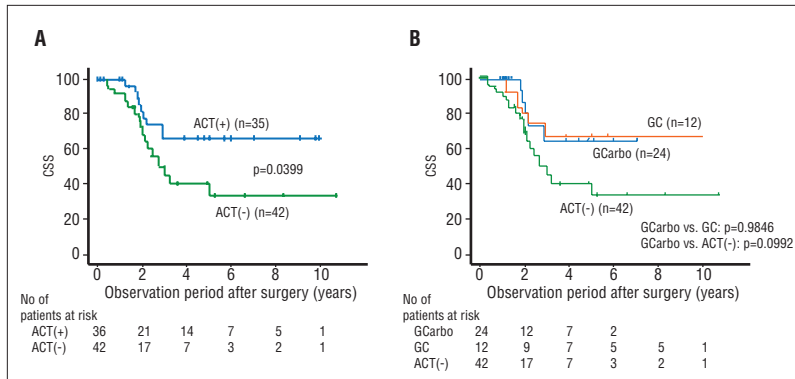 A
CSS
100
80
60
40
80
0
ACT(+) (n=35)
p=0.0399
ACT(-) (n=42)
0 2 4 6 8 10
Observation period after surgery (years)
No of
patients at risk
ACT(+) 36 21 14 7 5 1
ACT(-) 42 17 7 3 2 1
B
CSS
100
80
60
40
80
0
GC (n=12)
GCarbo (n=24)
ACT(-) (n=42)
GCarbo vs. GC: p=0.9846
GCarbo vs. ACT(-): p=0.0992
0 2 4 6 8 10
Observation period after surgery (years)
No of
patients at risk
GCarbo 24 12 7 2
GC 12 9 7 5 5 1
ACT(-) 42 17 7 3 2 1